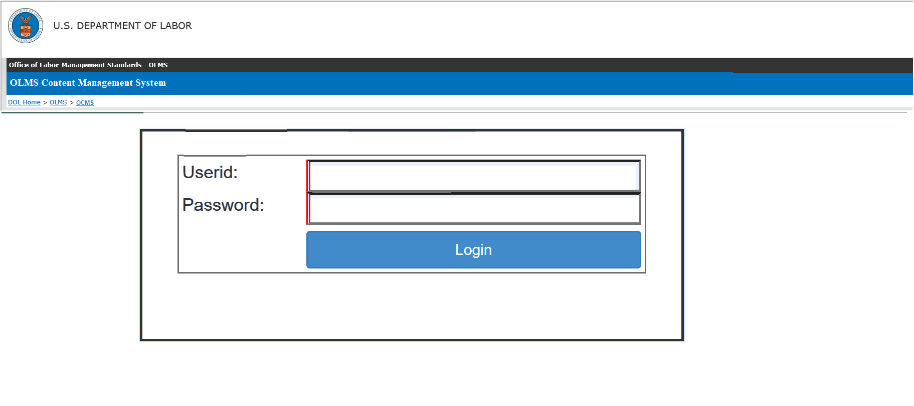 U.S. DEPARTMENT OF LABOR
Office of Labor Management Standards OLMS
OLMS Content Management System
DOL Home > OLMS > OCMS
Userid:
Password:
Login